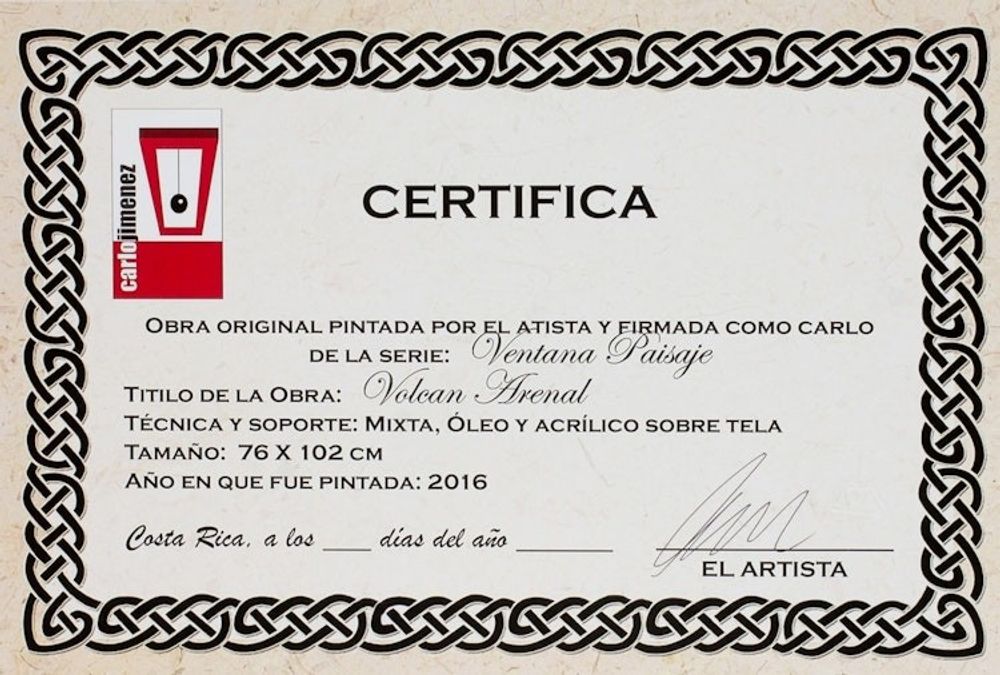 carlojimenez
CERTIFICA
OBRA ORIGINAL PINTADA POR EL ATISTA Y FIRMADA COMO CARLO
DE LA SERIE: Ventana Paisaje
TITILO DE LA OBRA: Volcan Arenal
TÉCNICA Y SOPORTE: MIXTA, ÓLEO Y ACRÍLICO SOBRE TELA
TAMAÑO: 76 X 102 CM
AÑO EN QUE FUE PINTADA: 2016
Costa Rica, a los ___ días del año ______
EL ARTISTA